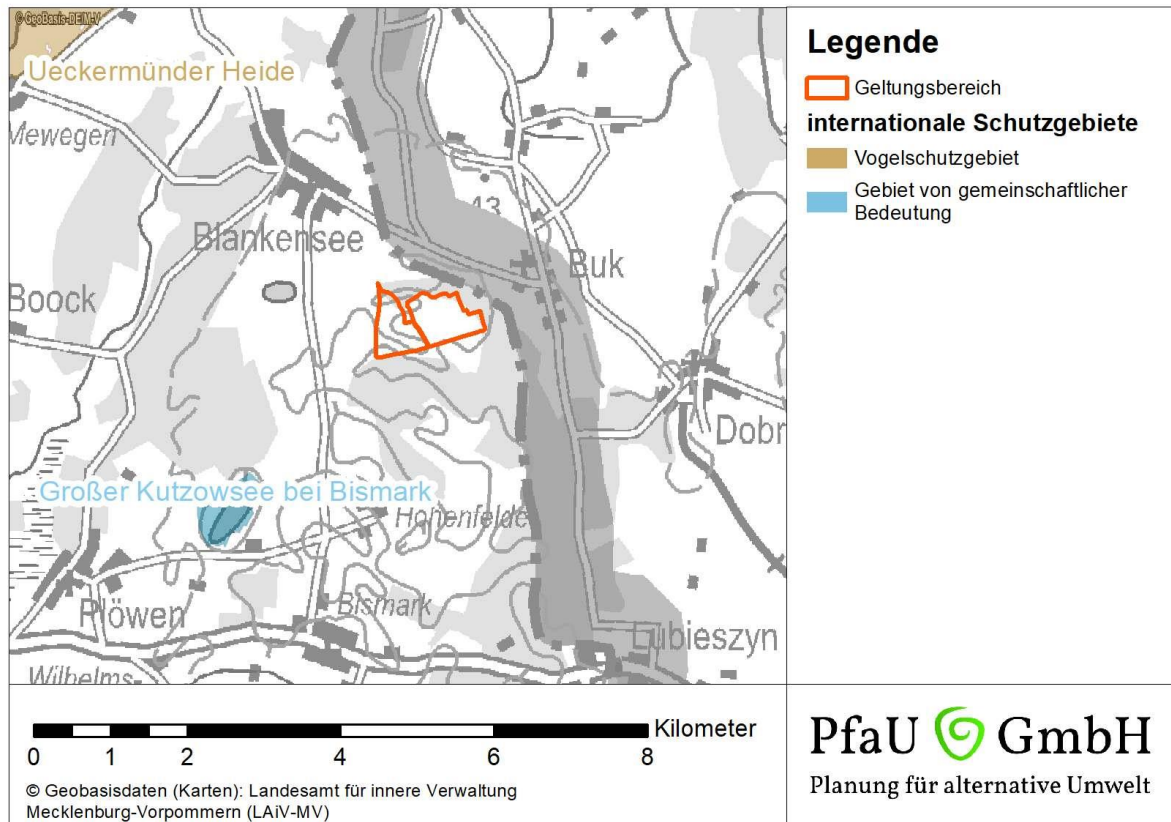 © GeoBasis-DE/M-V
Ueckermünder Heide
Mewegen
43
Blankensee
Buk
Boock
Dobr
Großer Kutzowsee bei Bismark
Hohenfelde
Plöwen
Bismark
Lubieszyn
Wilhelms-
Legende
Geltungsbereich
internationale Schutzgebiete
Vogelschutzgebiet
Gebiet von gemeinschaftlicher
Bedeutung
Kilometer
0 1 2 4 6 8
© Geobasisdaten (Karten): Landesamt für innere Verwaltung
Mecklenburg-Vorpommern (LAiV-MV)
PfaU GmbH
Planung für alternative Umwelt